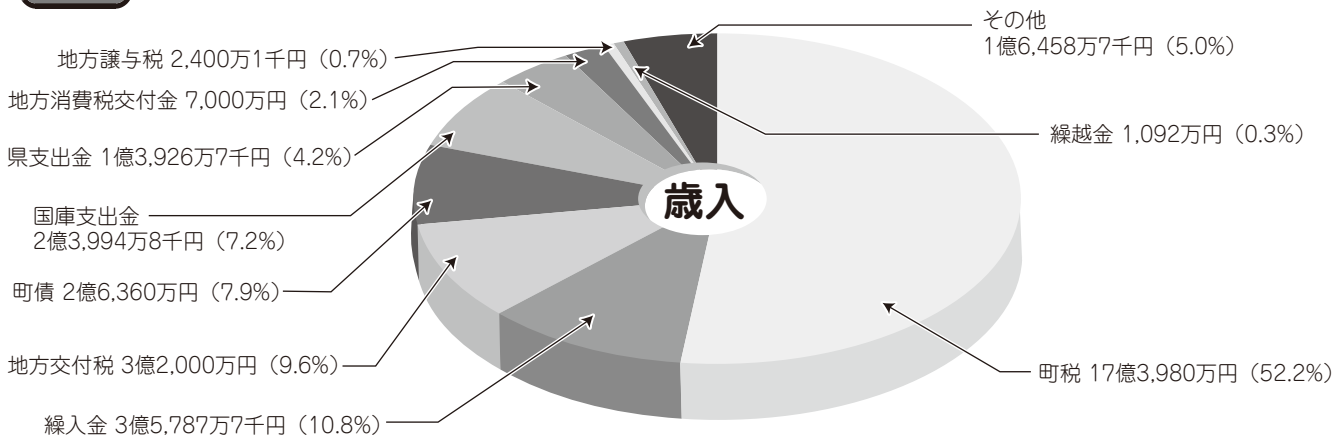 その他
1億6,458万7千円（5.0%）
地方譲与税 2,400万1千円（0.7%）
地方消費税交付金 7,000万円（2.1%）
繰越金 1,092万円（0.3%）
県支出金 1億3,926万7千円（4.2%）
歳入
国庫支出金
2億3,994万8千円（7.2%）
町債 2億6,360万円（7.9%）
地方交付税 3億2,000万円（9.6%）
町税 17億3,980万円（52.2%）
繰入金 3億5,787万7千円（10.8%）